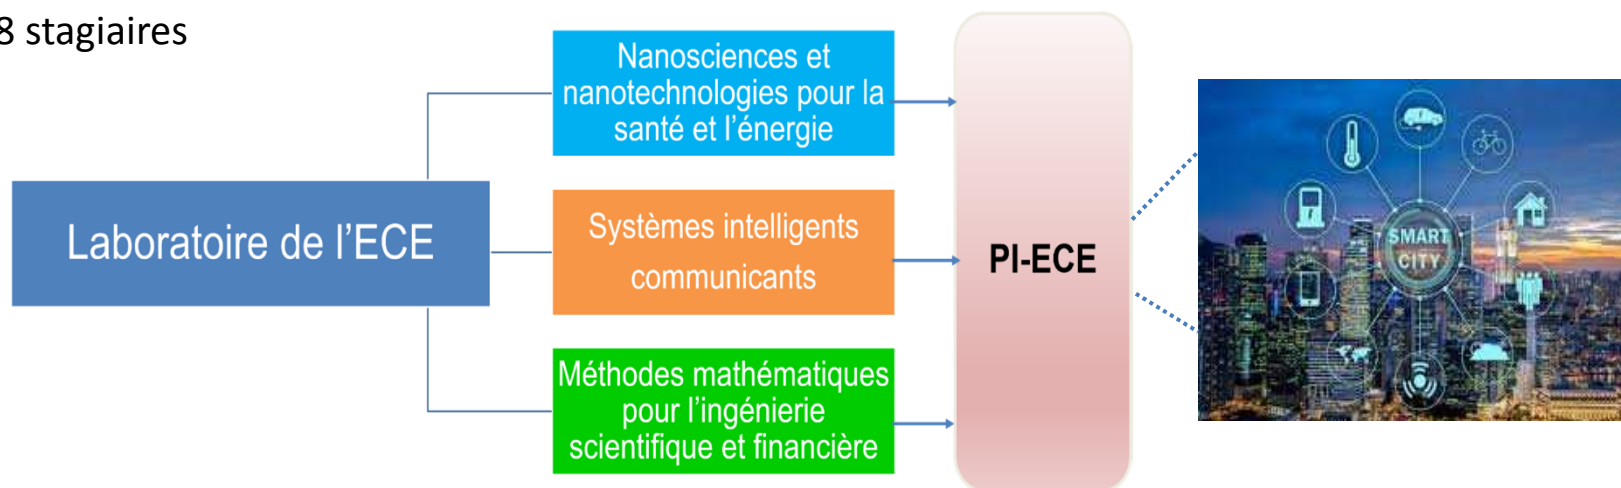 8 stagiaires
Nanosciences et
nanotechnologies pour la
santé et l’énergie
Laboratoire de l’ECE
Systèmes intelligents
communicants
PI-ECE
SMART
CITY
Méthodes mathématiques
pour l’ingénierie
scientifique et financière